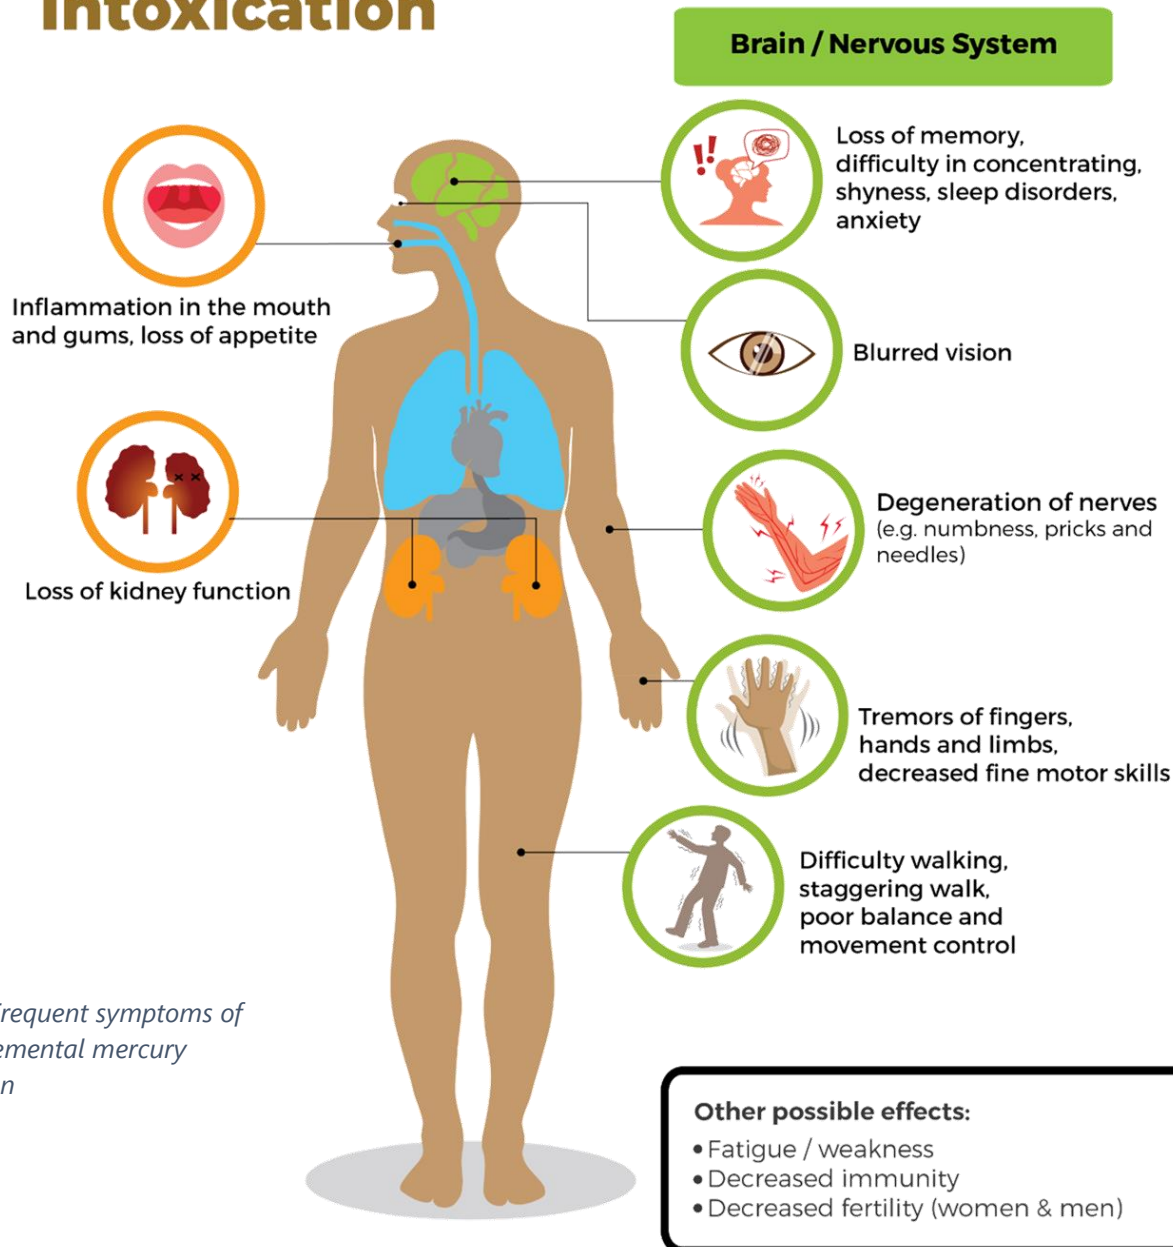 Intoxication
Brain / Nervous System
Loss of memory,
difficulty in concentrating,
shyness, sleep disorders,
anxiety
Inflammation in the mouth
and gums, loss of appetite
Blurred vision
Degeneration of nerves
(e.g. numbness, pricks and
needles)
Loss of kidney function
Tremors of fingers,
hands and limbs,
decreased fine motor skills
Difficulty walking,
staggering walk,
poor balance and
movement control
requent symptoms of
emental mercury
n
Other possible effects:
• Fatigue / weakness
• Decreased immunity
• Decreased fertility (women & men)